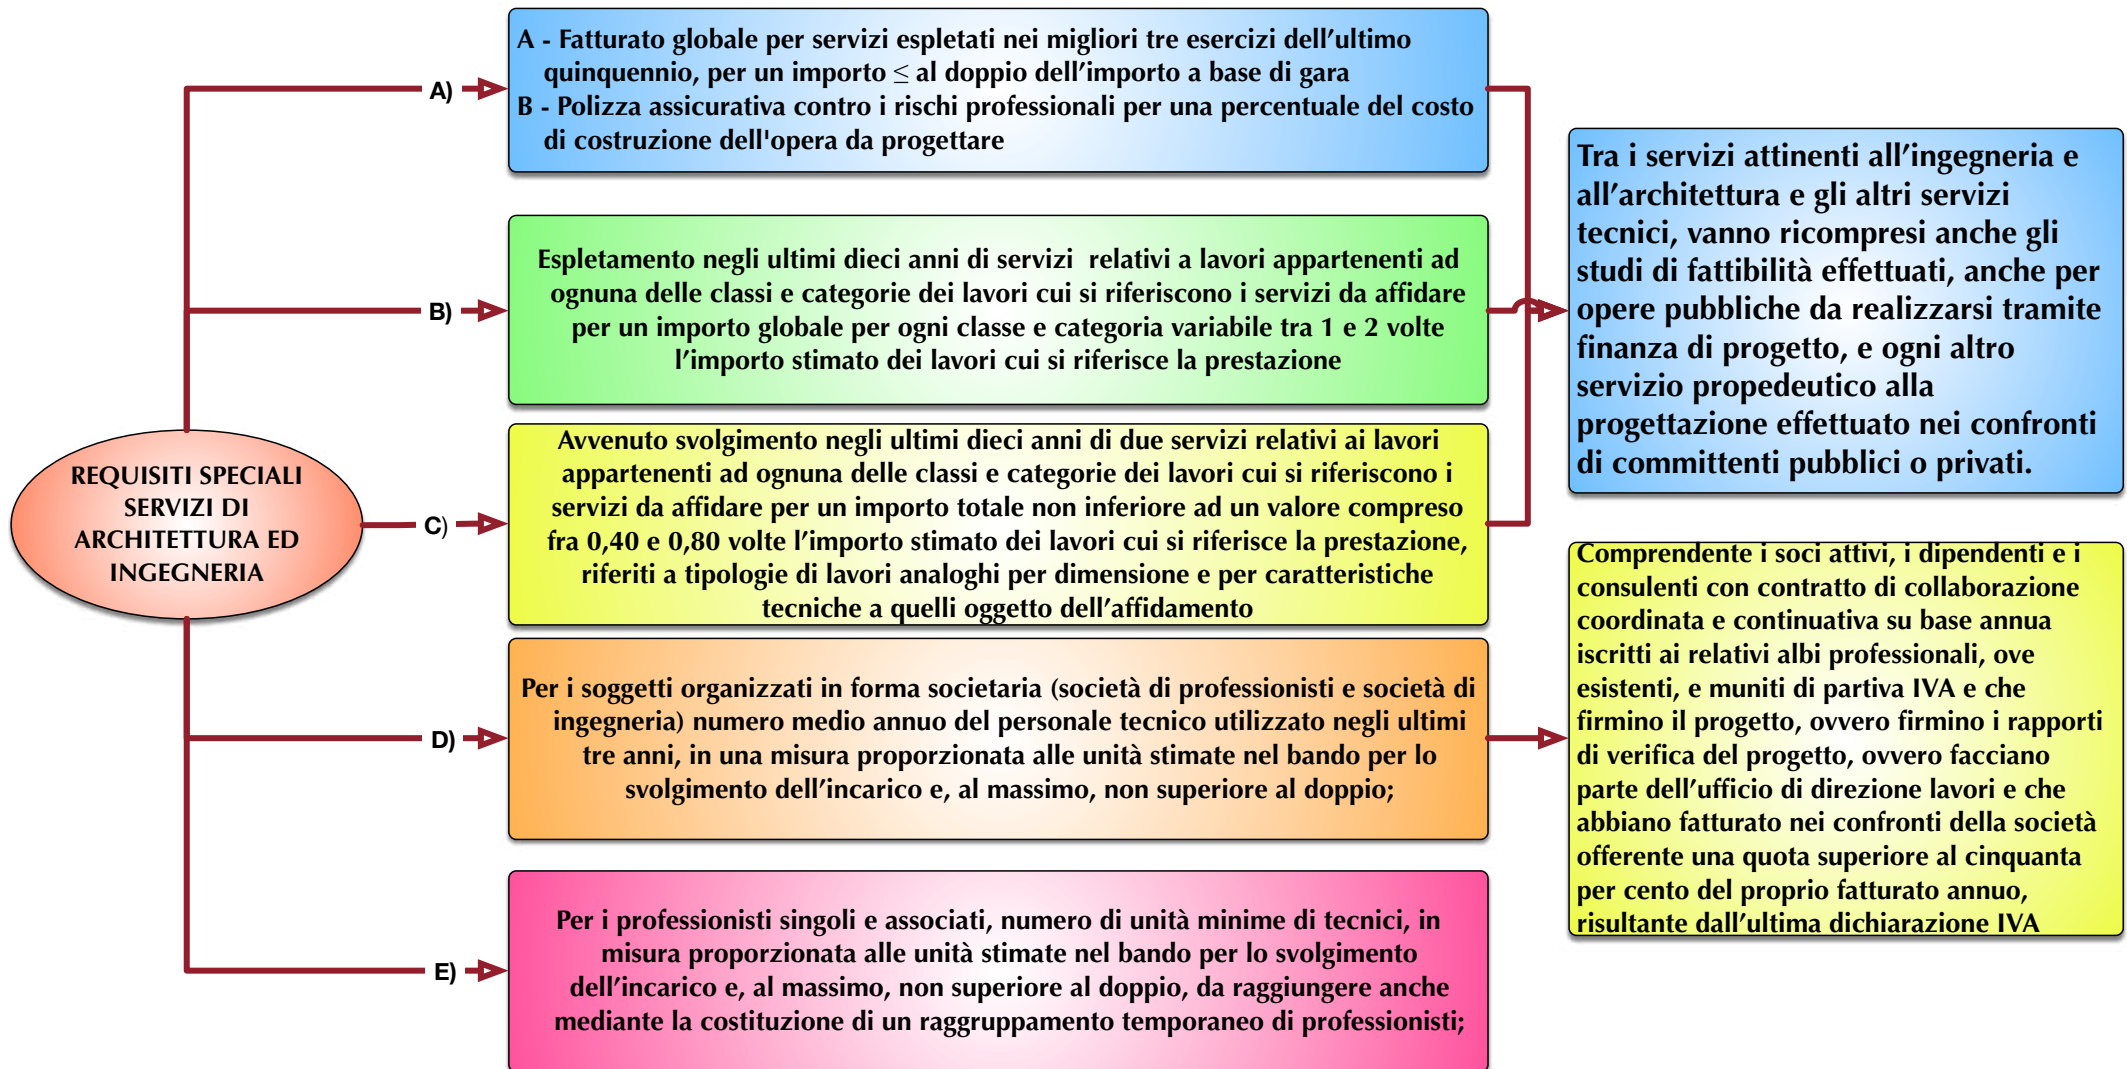 REQUISITI SPECIALI
SERVIZI DI
ARCHITETTURA ED
INGEGNERIA
A)
A - Fatturato globale per servizi espletati nei migliori tre esercizi dell’ultimo
quinquennio, per un importo ≤ al doppio dell’importo a base di gara
B - Polizza assicurativa contro i rischi professionali per una percentuale del costo
di costruzione dell'opera da progettare
B)
Espletamento negli ultimi dieci anni di servizi relativi a lavori appartenenti ad
ognuna delle classi e categorie dei lavori cui si riferiscono i servizi da affidare
per un importo globale per ogni classe e categoria variabile tra 1 e 2 volte
l’importo stimato dei lavori cui si riferisce la prestazione
C)
Avvenuto svolgimento negli ultimi dieci anni di due servizi relativi ai lavori
appartenenti ad ognuna delle classi e categorie dei lavori cui si riferiscono i
servizi da affidare per un importo totale non inferiore ad un valore compreso
fra 0,40 e 0,80 volte l’importo stimato dei lavori cui si riferisce la prestazione,
riferiti a tipologie di lavori analoghi per dimensione e per caratteristiche
tecniche a quelli oggetto dell’affidamento
Tra i servizi attinenti all’ingegneria e
all’architettura e gli altri servizi
tecnici, vanno ricompresi anche gli
studi di fattibilità effettuati, anche per
opere pubbliche da realizzarsi tramite
finanza di progetto, e ogni altro
servizio propedeutico alla
progettazione effettuato nei confronti
di committenti pubblici o privati.
D)
Per i soggetti organizzati in forma societaria (società di professionisti e società di
ingegneria) numero medio annuo del personale tecnico utilizzato negli ultimi
tre anni, in una misura proporzionata alle unità stimate nel bando per lo
svolgimento dell’incarico e, al massimo, non superiore al doppio;
Comprendente i soci attivi, i dipendenti e i
consulenti con contratto di collaborazione
coordinata e continuativa su base annua
iscritti ai relativi albi professionali, ove
esistenti, e muniti di partiva IVA e che
firmino il progetto, ovvero firmino i rapporti
di verifica del progetto, ovvero facciano
parte dell’ufficio di direzione lavori e che
abbiano fatturato nei confronti della società
offerente una quota superiore al cinquanta
per cento del proprio fatturato annuo,
risultante dall’ultima dichiarazione IVA
E)
Per i professionisti singoli e associati, numero di unità minime di tecnici, in
misura proporzionata alle unità stimate nel bando per lo svolgimento
dell’incarico e, al massimo, non superiore al doppio, da raggiungere anche
mediante la costituzione di un raggruppamento temporaneo di professionisti;